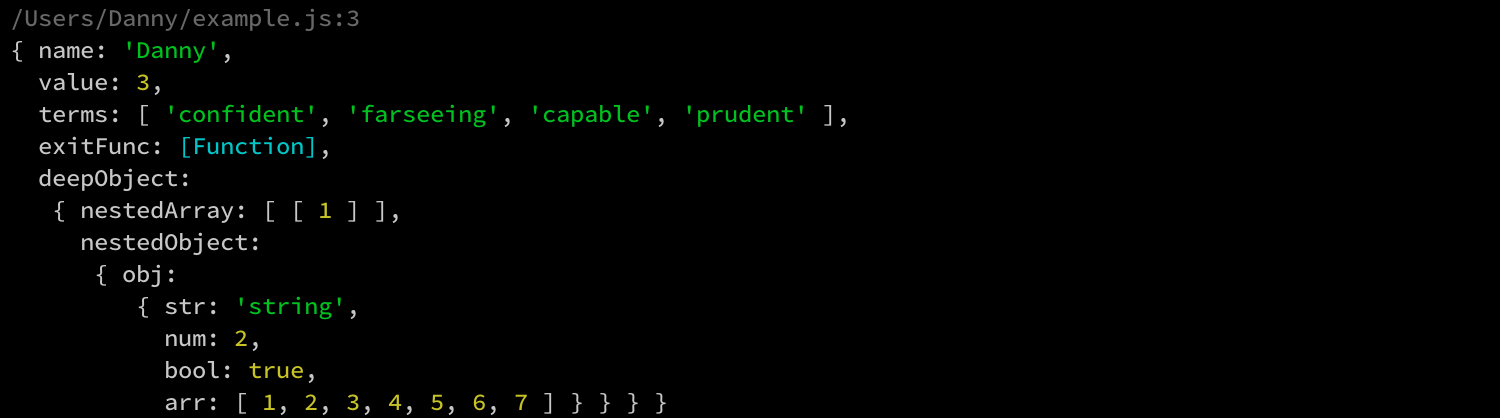 /Users/Danny/example.js:3
{ name: 'Danny',
  value: 3,
  terms: [ 'confident', 'farseeing', 'capable', 'prudent' ],
  exitFunc: [Function],
  deepObject:
   { nestedArray: [ [ 1 ] ],
     nestedObject:
      { obj:
         { str: 'string',
           num: 2,
           bool: true,
           arr: [ 1, 2, 3, 4, 5, 6, 7 ] } } } }